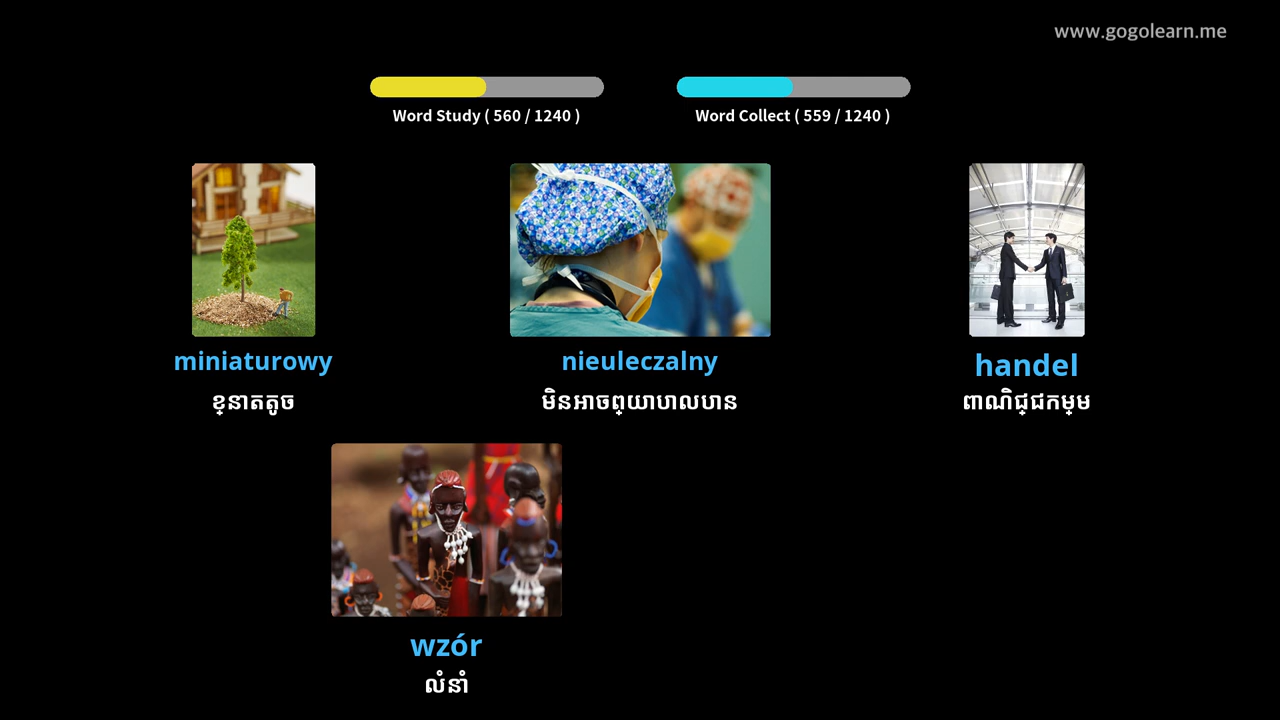 www.gogolearn.me
Word Study ( 560 / 1240 )
Word Collect ( 559 / 1240 )
miniaturowy
ខ្នាតតូច
nieuleczalny
មិនអាចព្យាបាលបាន
handel
ពាណិជ្ជកម្ម
wzór
លំនាំ